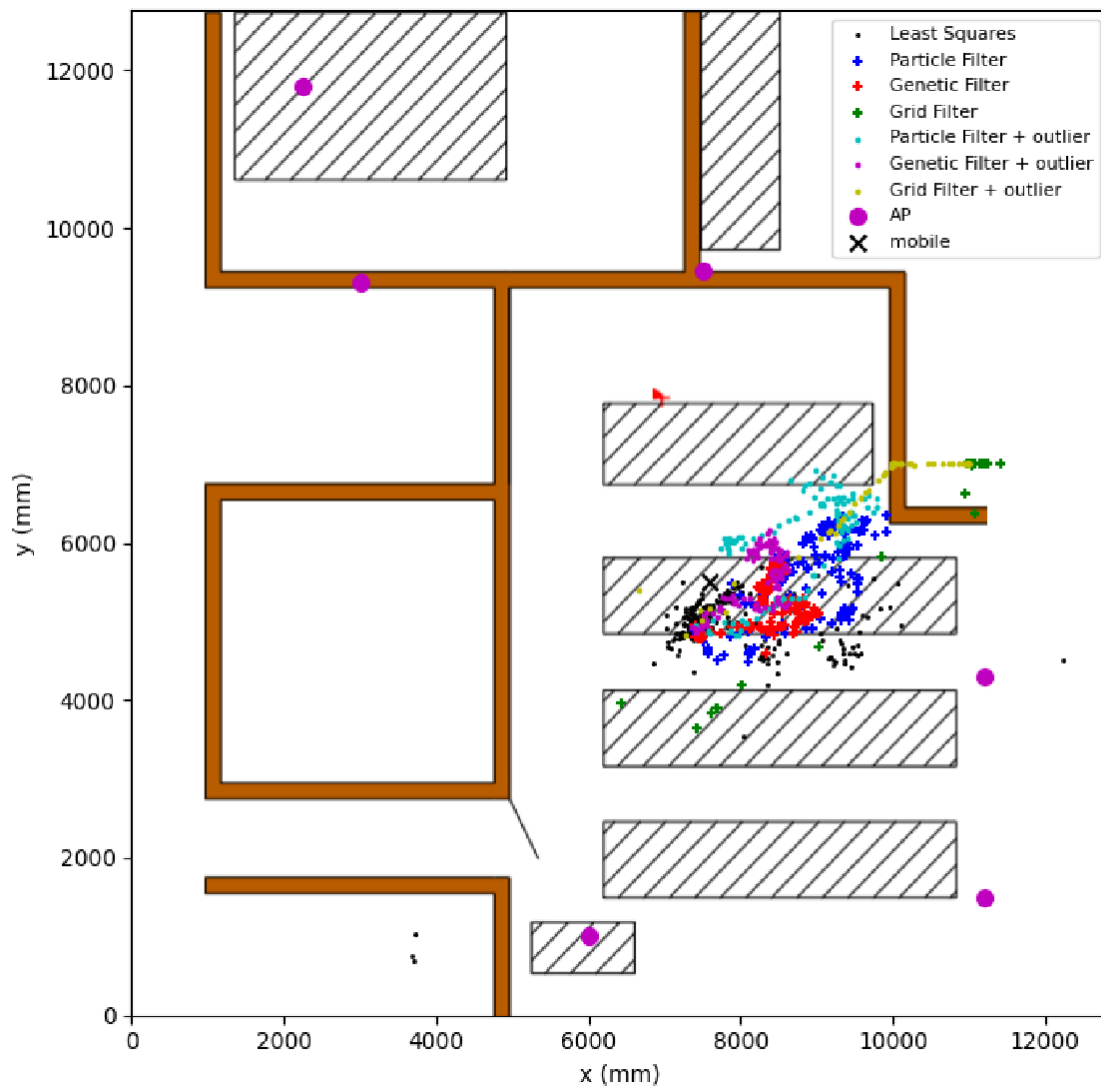 Least Squares
Particle Filter
Genetic Filter
Grid Filter
Particle Filter + outlier
Genetic Filter + outlier
Grid Filter + outlier
AP
mobile
12000
10000
8000
6000
4000
2000
0
y (mm)
0 2000 4000 6000 8000 10000 12000
x (mm)